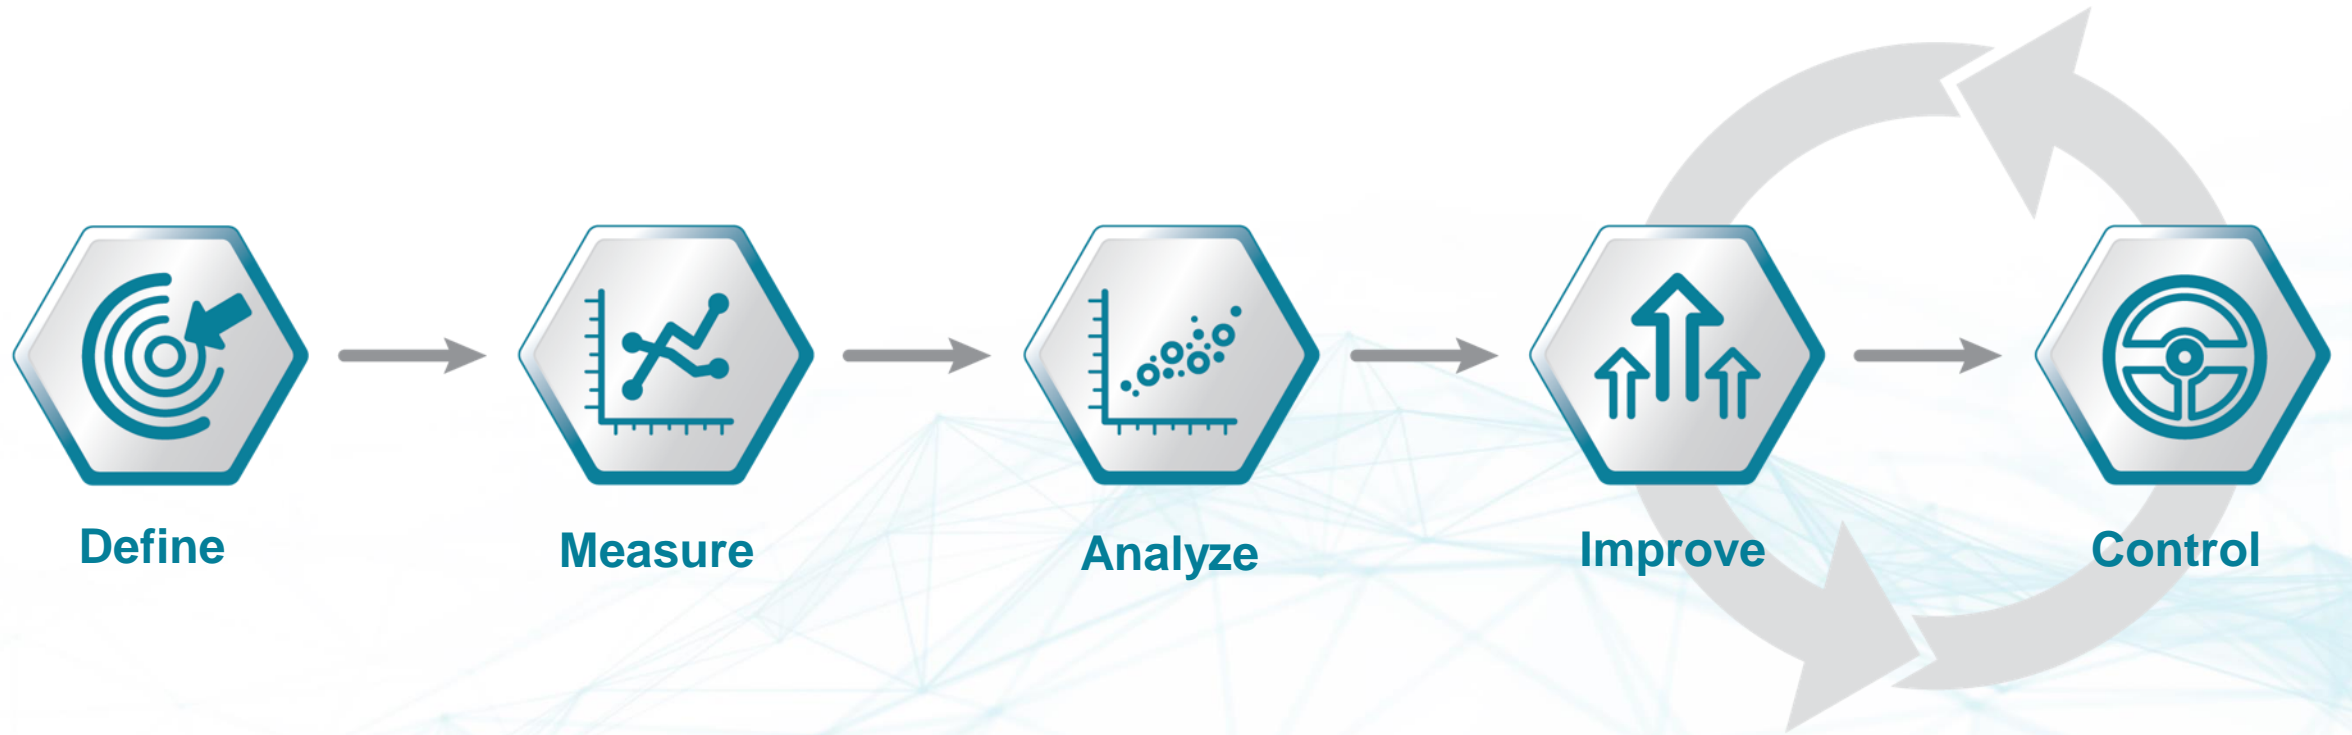 Define
Measure
Analyze
Improve
Control